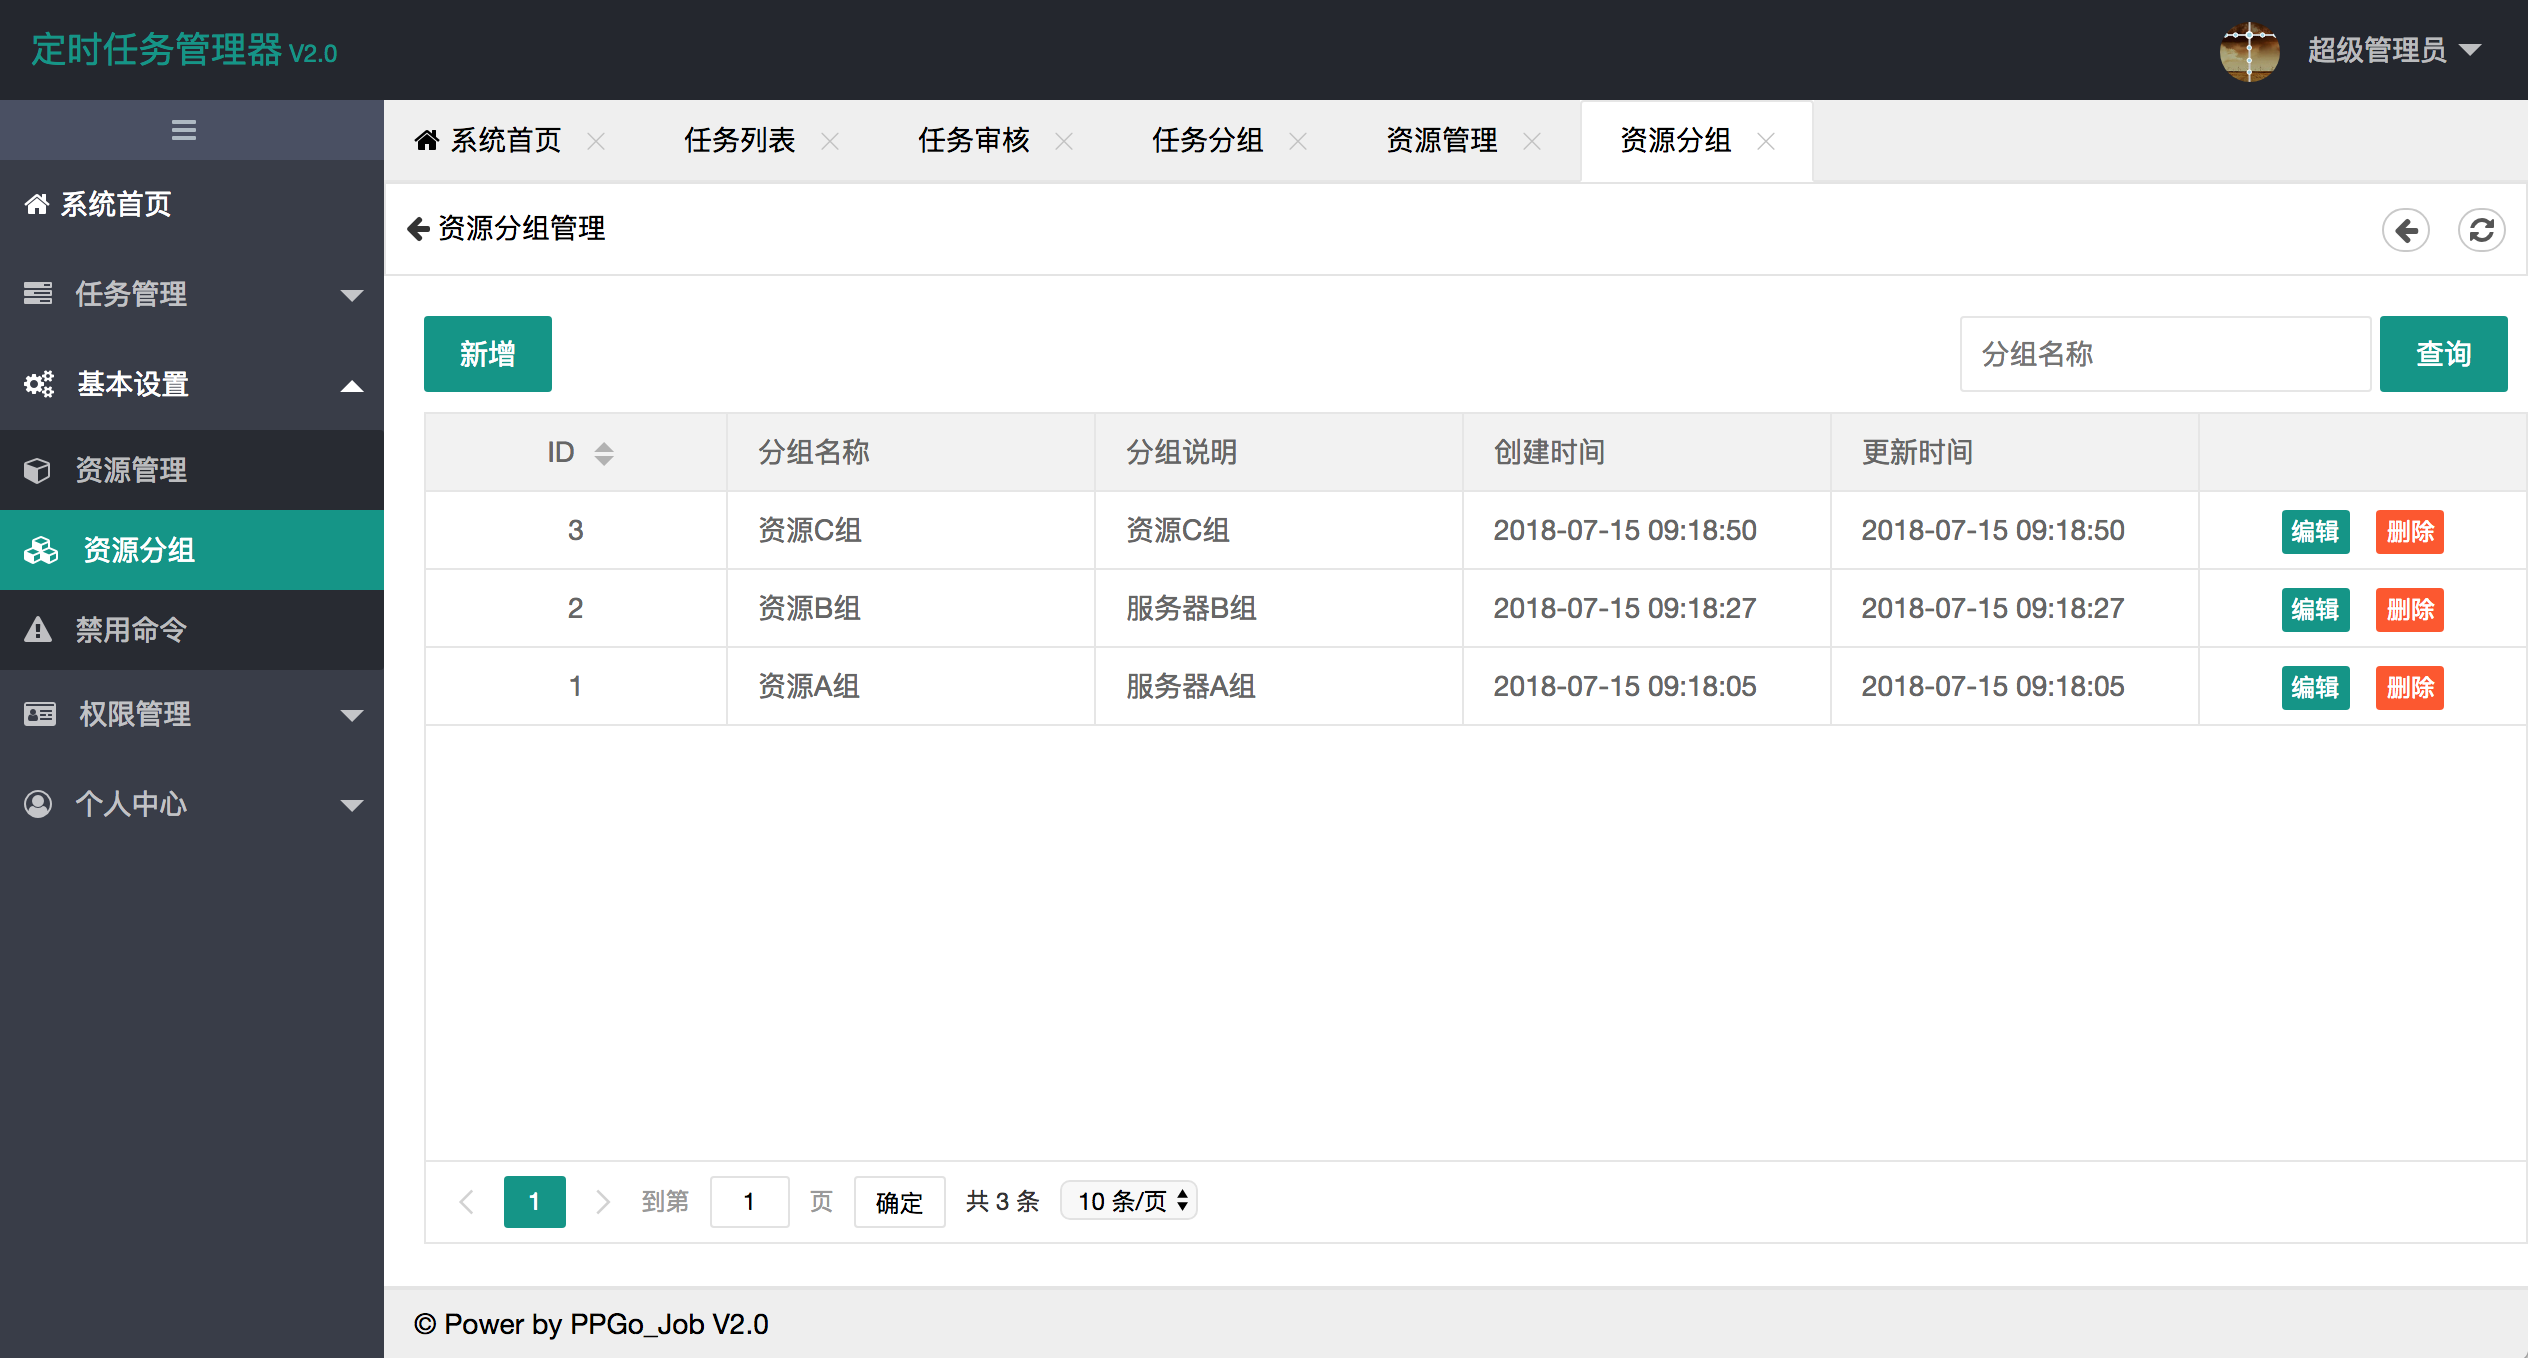 定时任务管理器 V2.0
超级管理员
系统首页 任务列表 任务审核 任务分组 资源管理 资源分组
系统首页
任务管理
基本设置
资源管理
资源分组
禁用命令
权限管理
个人中心
资源分组管理
新增 分组名称 查询
ID 分组名称 分组说明 创建时间 更新时间
3 资源C组 资源C组 2018-07-15 09:18:50 2018-07-15 09:18:50 编辑 删除
2 资源B组 服务器B组 2018-07-15 09:18:27 2018-07-15 09:18:27 编辑 删除
1 资源A组 服务器A组 2018-07-15 09:18:05 2018-07-15 09:18:05 编辑 删除
1 到第 1 页 确定 共 3 条 10 条/页
© Power by PPGo_Job V2.0